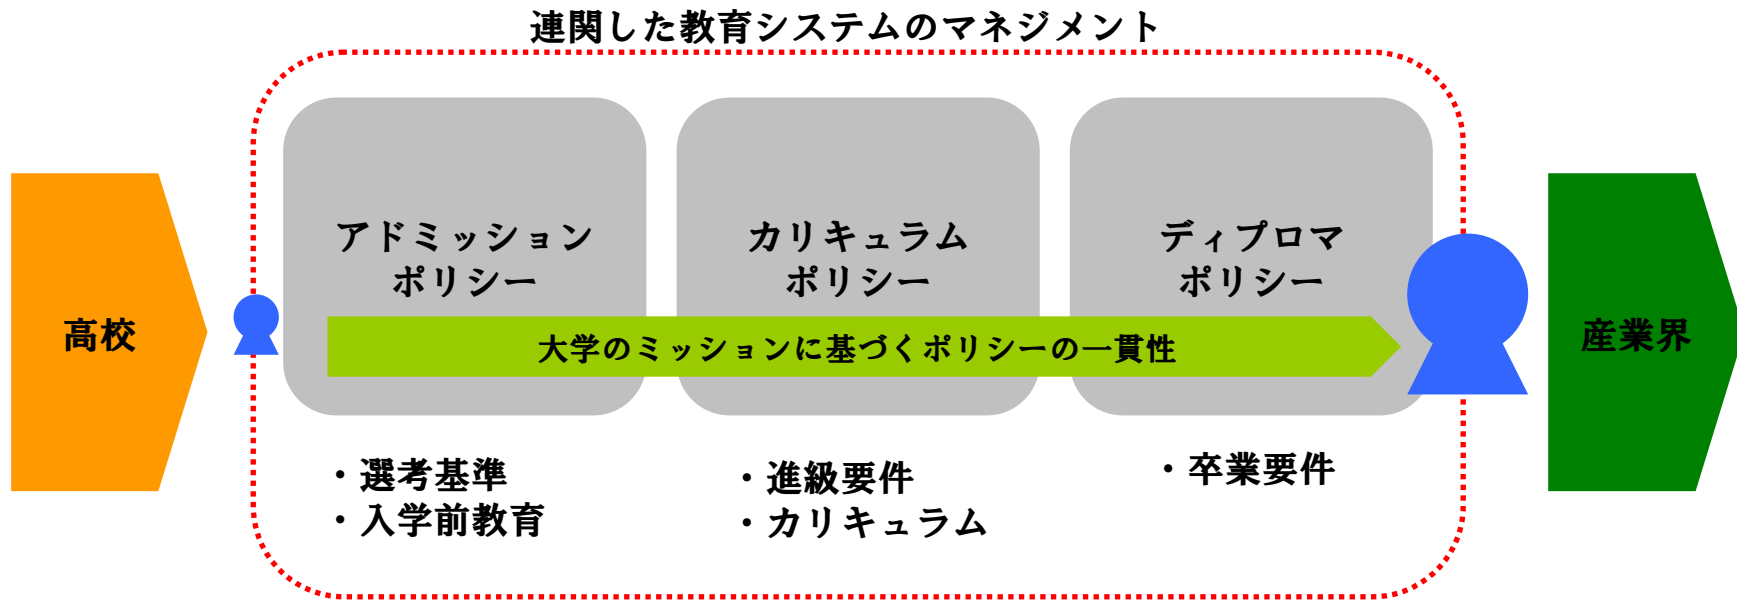 連関した教育システムのマネジメント
高校
アドミッション
ポリシー
カリキュラム
ポリシー
ディプロマ
ポリシー
大学のミッションに基づくポリシーの一貫性
産業界
・選考基準
・入学前教育
・進級要件
・カリキュラム
・卒業要件